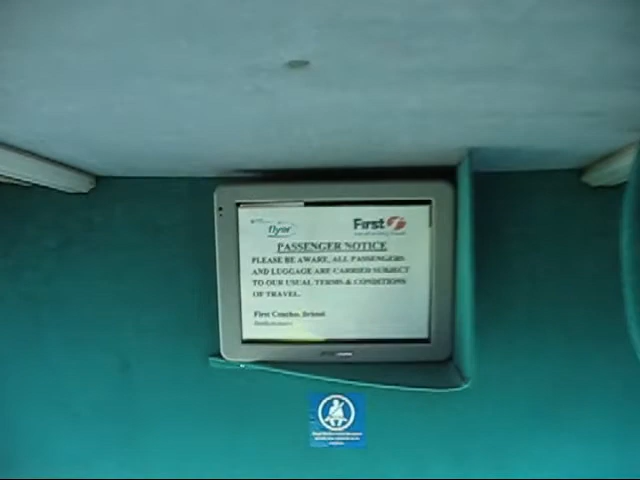 flyer
First
PASSENGER NOTICE
PLEASE BE AWARE, ALL PASSENGERS
AND LUGGAGE ARE CARRIED SUBJECT
TO OUR USUAL TERMS & CONDITIONS
OF TRAVEL.
First Coaches, Bristol